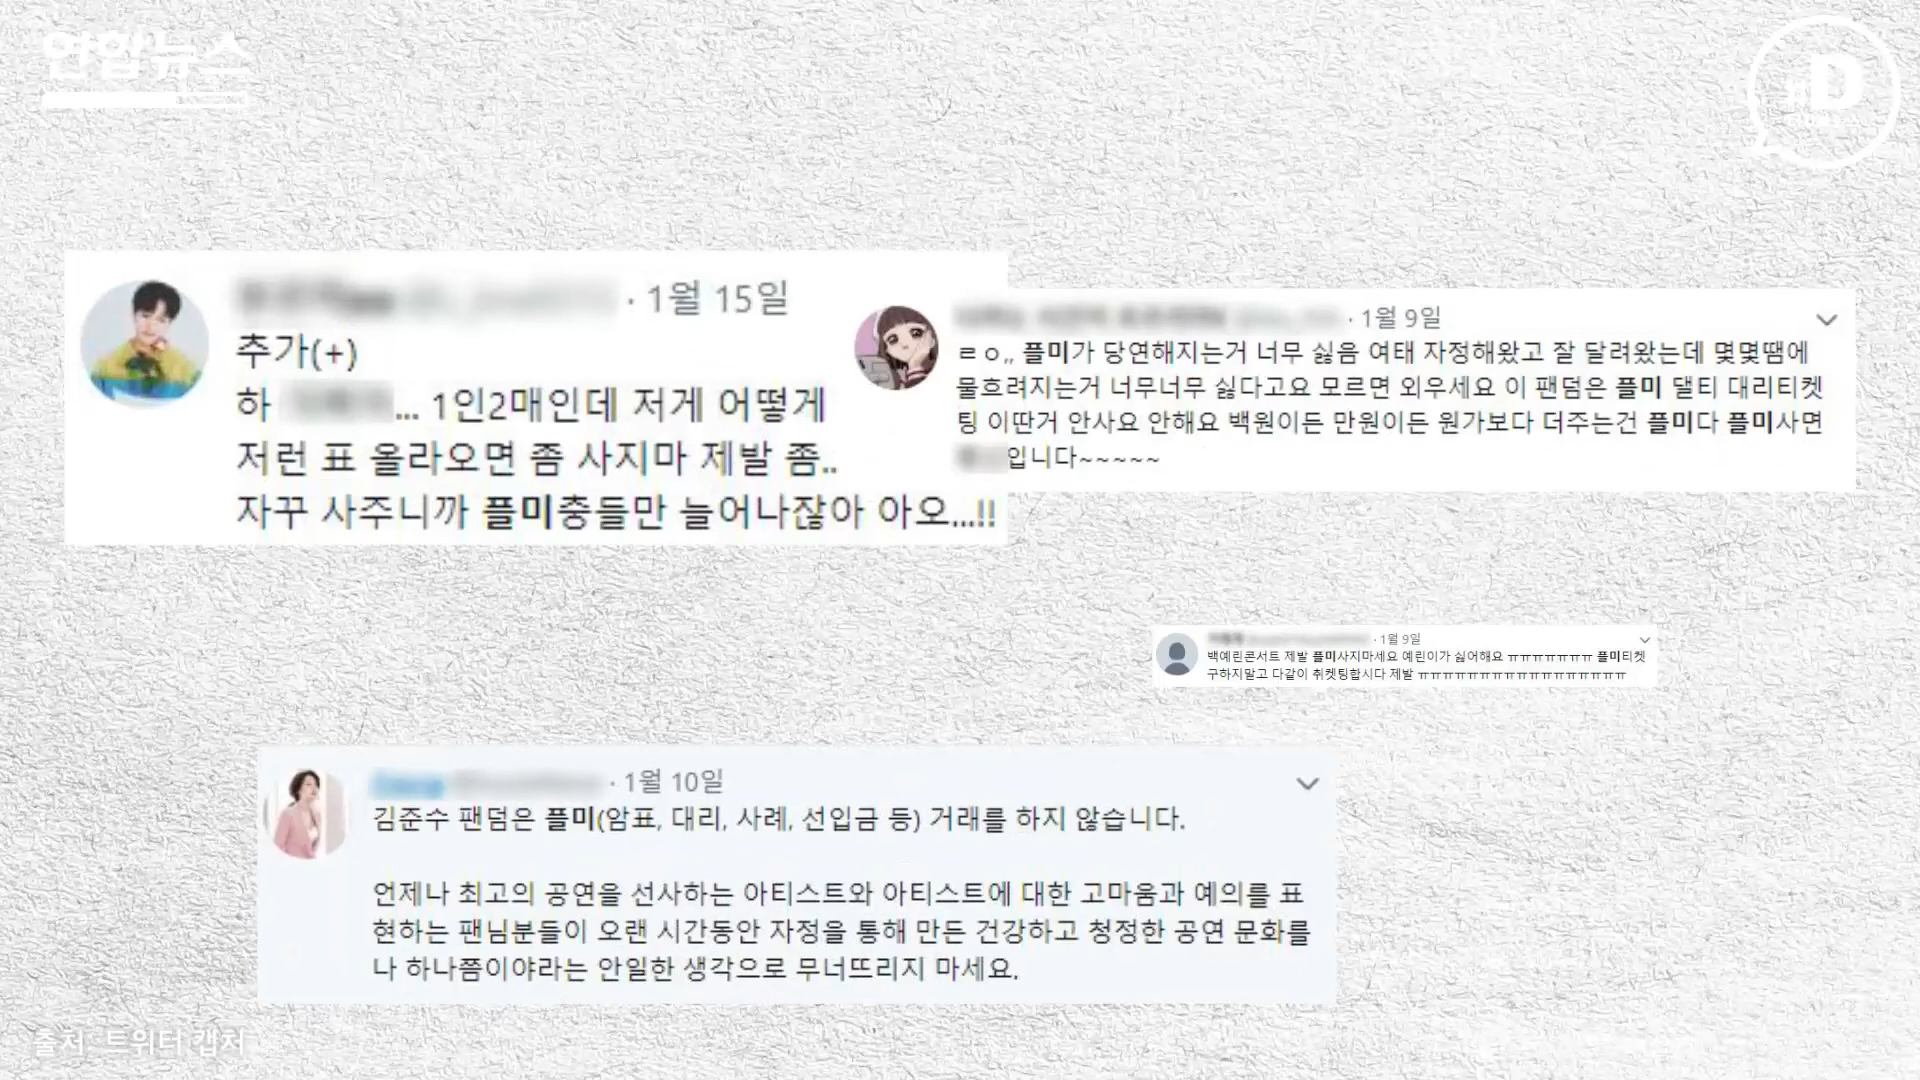 연합뉴스
D
· 1월 15일
추가(+)
하 ... 1인2매인데 저게 어떻게
저런 표 올라오면 좀 사지마 제발 좀..
자꾸 사주니까 플미충들만 늘어나잖아 아오...!!
· 1월 9일
ㄹㅇ,, 플미가 당연해지는거 너무 싫음 여태 자정해왔고 잘 달려왔는데 몇몇땜에
물흐려지는거 너무너무 싫다고요 모르면 외우세요 이 팬덤은 플미 댈티 대리티켓
팅 이딴거 안사요 안해요 백원이든 만원이든 원가보다 더주는건 플미다 플미사면
입니다~~~~~
· 1월 9일
백예린콘서트 제발 플미사지마세요 예린이가 싫어해요 ㅠㅠㅠㅠㅠㅠㅠ 플미티켓
구하지말고 다같이 취켓팅합시다 제발 ㅠㅠㅠㅠㅠㅠㅠㅠㅠㅠㅠㅠㅠㅠㅠㅠㅠ
· 1월 10일
김준수 팬덤은 플미(암표, 대리, 사례, 선입금 등) 거래를 하지 않습니다.
언제나 최고의 공연을 선사하는 아티스트와 아티스트에 대한 고마움과 예의를 표
현하는 팬님분들이 오랜 시간동안 자정을 통해 만든 건강하고 청정한 공연 문화를
나 하나쯤이야라는 안일한 생각으로 무너뜨리지 마세요.
출처: 트위터 캡처